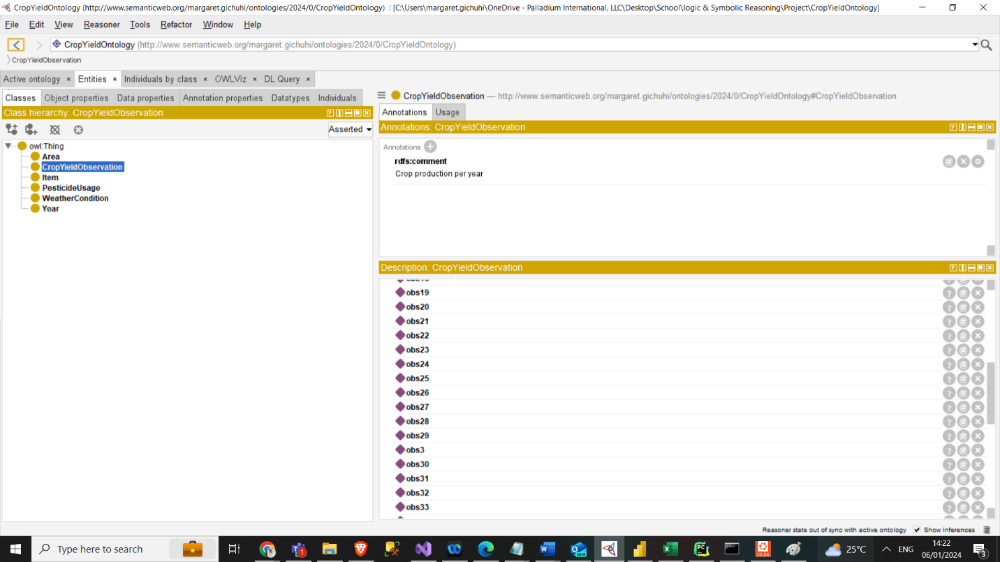 CropYieldOntology (http://www.semanticweb.org/margaret.gichuhi/ontologies/2024/0/CropYieldOntology) : [C:\Users\margaret.gichuhi\OneDrive - Palladium International, LLC\Desktop\School\logic & Symbolic Reasoning\Project\CropYieldOntology]
File Edit View Reasoner Tools Refactor Window Help
CropYieldOntology (http://www.semanticweb.org/margaret.gichuhi/ontologies/2024/0/CropYieldOntology)
CropYieldObservation
Active ontology × Entities × Individuals by class × OWLViz × DL Query ×
Classes Object properties Data properties Annotation properties Datatypes Individuals
Class hierarchy: CropYieldObservation
Asserted
owl:Thing
Area
CropYieldObservation
Item
PesticideUsage
WeatherCondition
Year
CropYieldObservation — http://www.semanticweb.org/margaret.gichuhi/ontologies/2024/0/CropYieldOntology#CropYieldObservation
Annotations Usage
Annotations: CropYieldObservation
Annotations
rdfs:comment
Crop production per year
Description: CropYieldObservation
obs19
obs20
obs21
obs22
obs23
obs24
obs25
obs26
obs27
obs28
obs29
obs3
obs30
obs31
obs32
obs33
Reasoner state out of sync with active ontology Show Inferences
Type here to search
25°C
ENG
14:22
06/01/2024
3